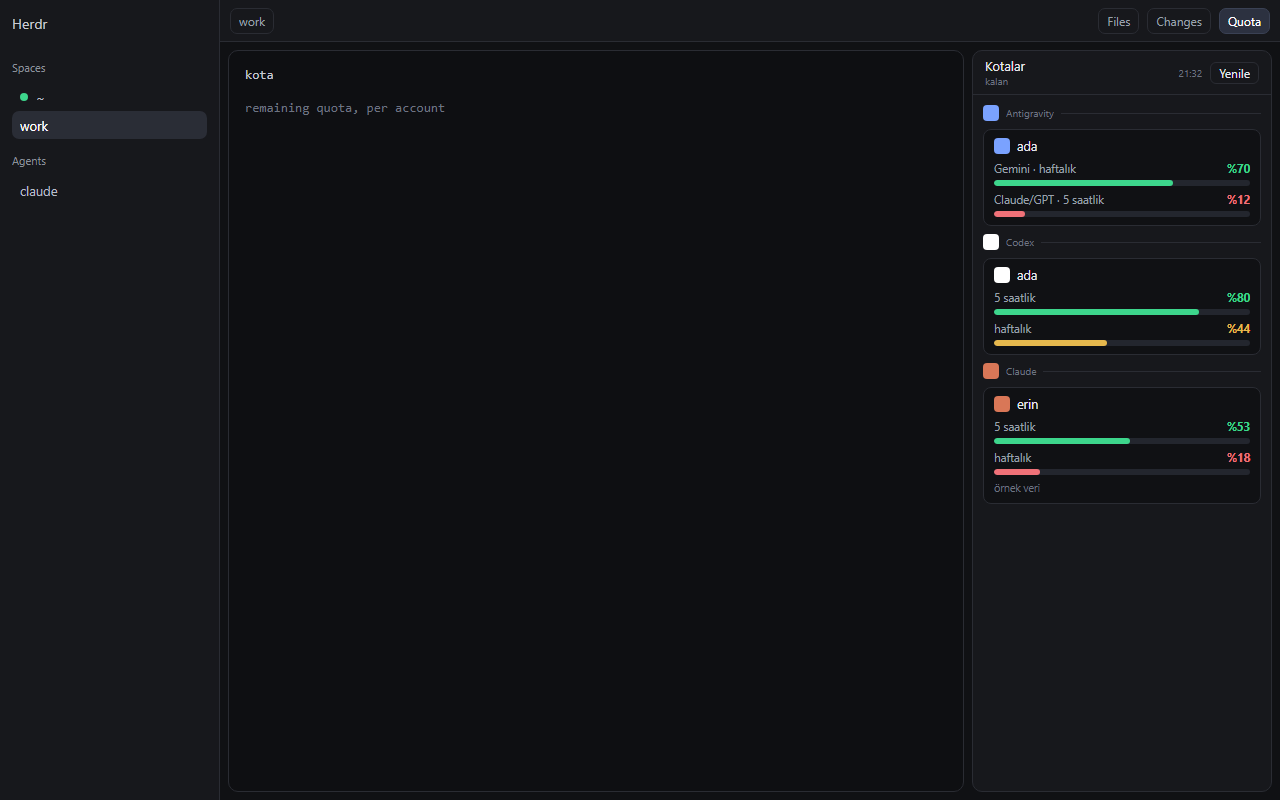 Herdr
Spaces
~
work
Agents
claude
work
Files
Changes
Quota
kota
remaining quota, per account
Kotalar
kalan
21:32
Yenile
Antigravity
ada
Gemini · haftalık
%70
Claude/GPT · 5 saatlik
%12
Codex
ada
5 saatlik
%80
haftalık
%44
Claude
erin
5 saatlik
%53
haftalık
%18
örnek veri